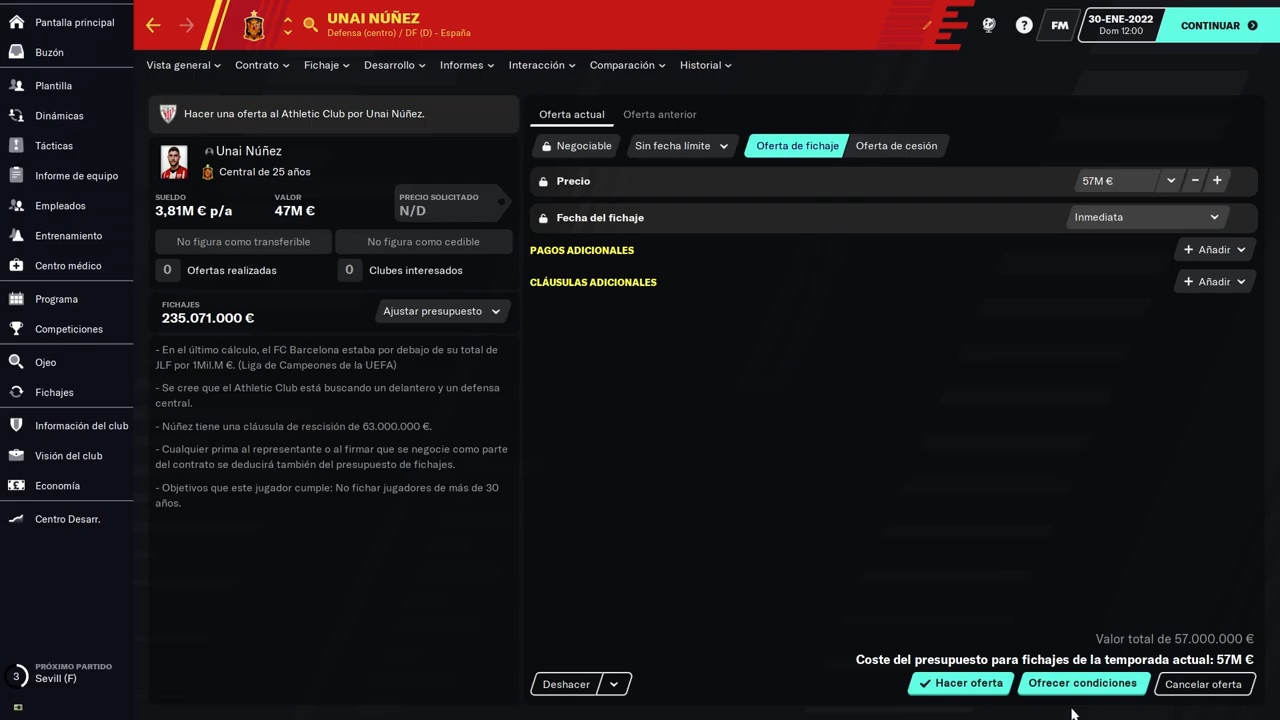 Pantalla principal
Buzón
Plantilla
Dinámicas
Tácticas
Informe de equipo
Empleados
Entrenamiento
Centro médico
Programa
Competiciones
Ojeo
Fichajes
Información del club
Visión del club
Economía
Centro Desarr.
3
PRÓXIMO PARTIDO
Sevill (F)
UNAI NÚÑEZ
Defensa (centro) / DF (D) - España
FM
30-ENE-2022
Dom 12:00
CONTINUAR
Vista general
Contrato
Fichaje
Desarrollo
Informes
Interacción
Comparación
Historial
Hacer una oferta al Athletic Club por Unai Núñez.
Unai Núñez
Central de 25 años
SUELDO
3,81M € p/a
VALOR
47M €
PRECIO SOLICITADO
N/D
No figura como transferible
No figura como cedible
0 Ofertas realizadas
0 Clubes interesados
FICHAJES
235.071.000 €
Ajustar presupuesto
- En el último cálculo, el FC Barcelona estaba por debajo de su total de
JLF por 1Mil.M €. (Liga de Campeones de la UEFA)
- Se cree que el Athletic Club está buscando un delantero y un defensa
central.
- Núñez tiene una cláusula de rescisión de 63.000.000 €.
- Cualquier prima al representante o al firmar que se negocie como parte
del contrato se deducirá también del presupuesto de fichajes.
- Objetivos que este jugador cumple: No fichar jugadores de más de 30
años.
Oferta actual
Oferta anterior
Negociable
Sin fecha límite
Oferta de fichaje
Oferta de cesión
Precio
57M €
Fecha del fichaje
Inmediata
PAGOS ADICIONALES
+ Añadir
CLÁUSULAS ADICIONALES
+ Añadir
Valor total de 57.000.000 €
Coste del presupuesto para fichajes de la temporada actual: 57M €
Deshacer
Hacer oferta
Ofrecer condiciones
Cancelar oferta